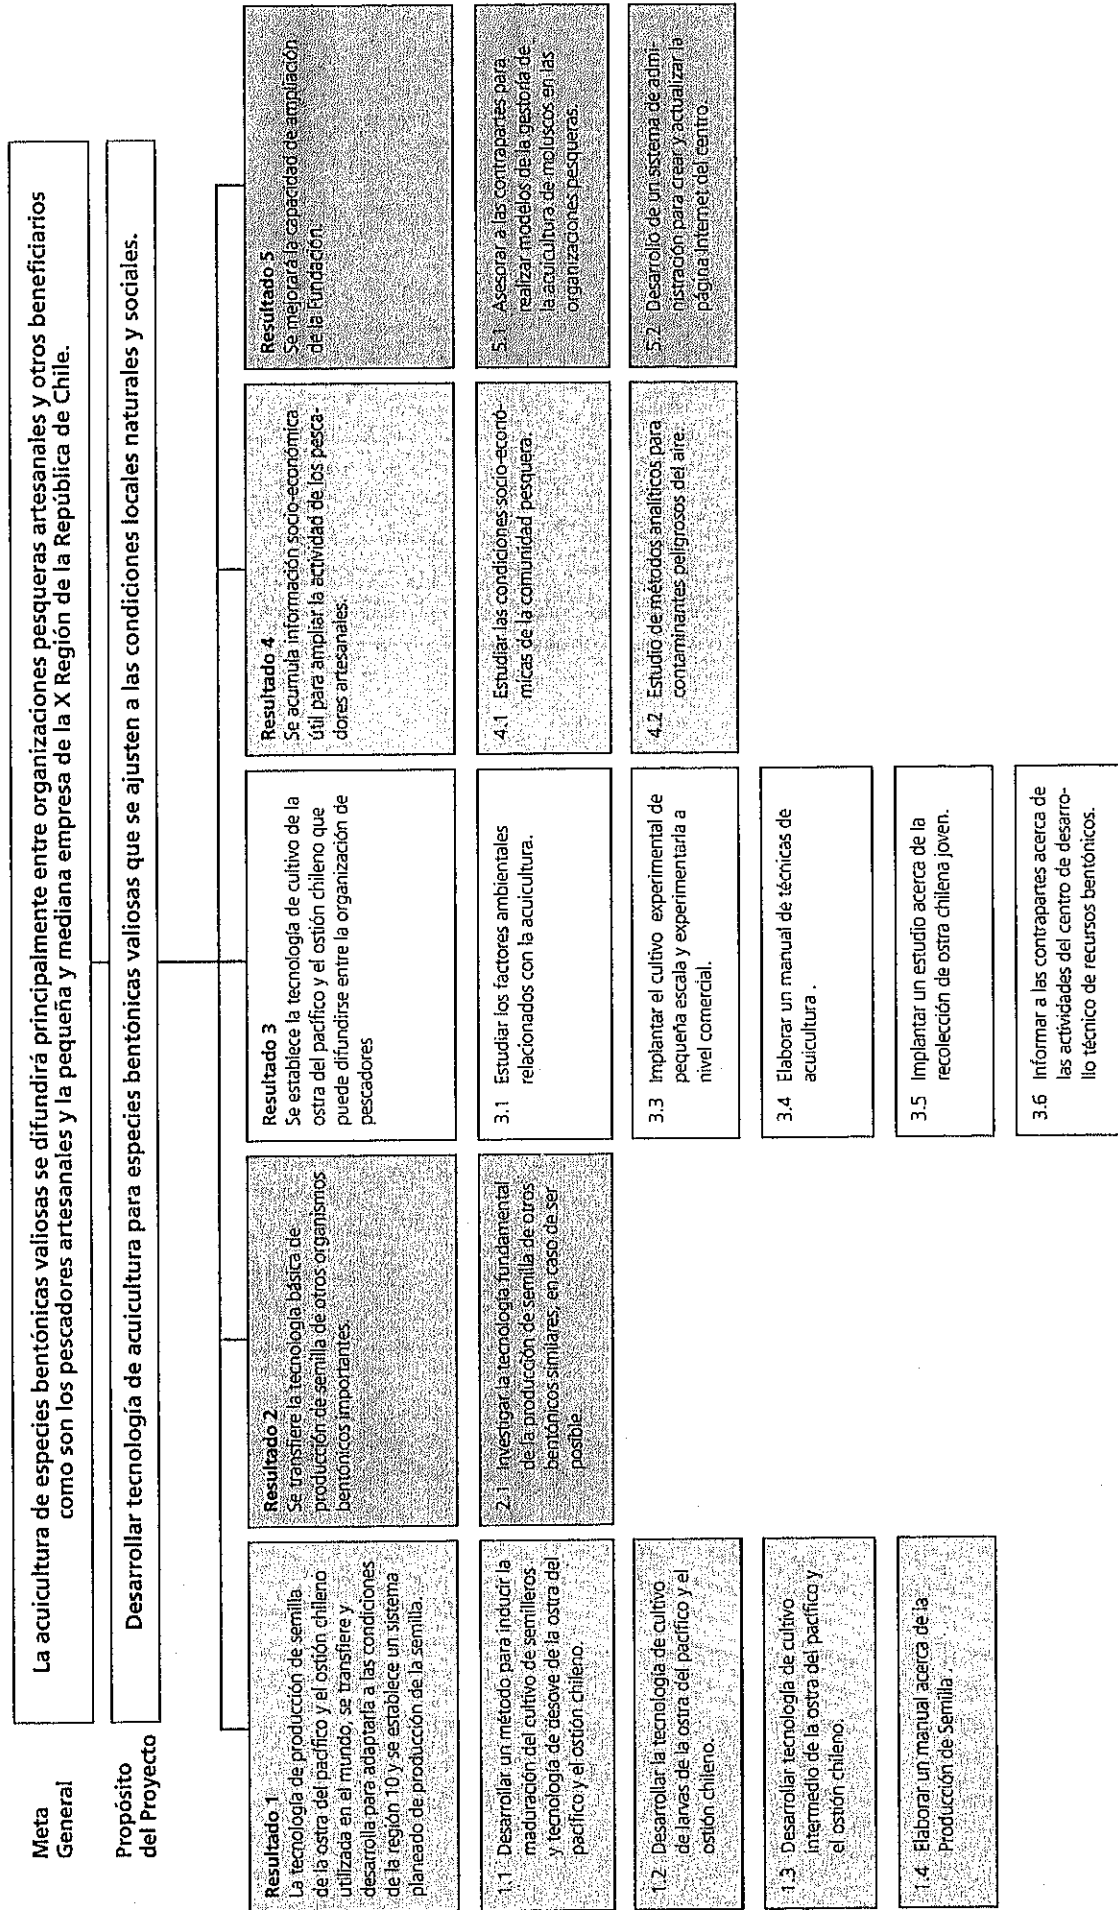 Meta
General
La acuicultura de especies bentónicas valiosas se difundirá principalmente entre organizaciones pesqueras artesanales y otros beneficiarios
como son los pescadores artesanales y la pequeña y mediana empresa de la X Región de la República de Chile.
Propósito
del Proyecto
Desarrollar tecnología de acuicultura para especies bentónicas valiosas que se ajusten a las condiciones locales naturales y sociales.
Resultado 1
La tecnología de producción de semilla
de la ostra del pacífico y el ostión chileno
utilizada en el mundo, se transfiere y
desarrolla para adaptarla a las condiciones
de la región 10 y se establece un sistema
planeado de producción de la semilla.
1.1 Desarrollar un método para inducir la
maduración del cultivo de semilleros
y tecnología de desove de la ostra del
pacífico y el ostión chileno.
1.2 Desarrollar la tecnología de cultivo
de larvas de la ostra del pacífico y el
ostión chileno.
1.3 Desarrollar tecnología de cultivo
intermedio de la ostra del pacífico y
el ostión chileno.
1.4 Elaborar un manual acerca de la
Producción de Semilla .
Resultado 2
Se transfiere la tecnología básica de
producción de semilla de otros organismos
bentónicos importantes.
2.1 Investigar la tecnología fundamental
de la producción de semilla de otros
bentónicos similares, en caso de ser
posible.
Resultado 3
Se establece la tecnología de cultivo de la
ostra del pacífico y el ostión chileno que
puede difundirse entre la organización de
pescadores
3.1 Estudiar los factores ambientales
relacionados con la acuicultura.
3.3 Implantar el cultivo experimental de
pequeña escala y experimentarla a
nivel comercial.
3.4 Elaborar un manual de técnicas de
acuicultura .
3.5 Implantar un estudio acerca de la
recolección de ostra chilena joven.
3.6 Informar a las contrapartes acerca de
las actividades del centro de desarro-
llo técnico de recursos bentónicos.
Resultado 4
Se acumula información socio-económica
útil para ampliar la actividad de los pesca-
dores artesanales.
4.1 Estudiar las condiciones socio-econó-
micas de la comunidad pesquera.
4.2 Estudio de métodos analíticos para
contaminantes peligrosos del aire.
Resultado 5
Se mejorará la capacidad de ampliación
de la Fundación.
5.1 Asesorar a las contrapartes para
realizar modelos de la gestoría de
la acuicultura de moluscos en las
organizaciones pesqueras.
5.2 Desarrollo de un sistema de admi-
nistración para crear y actualizar la
página Internet del centro.